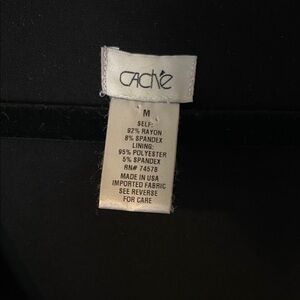 CAChé
M
SELF:
92% RAYON
8% SPANDEX
LINING:
95% POLYESTER
5% SPANDEX
RN# 74578
MADE IN USA
IMPORTED FABRIC
SEE REVERSE
FOR CARE